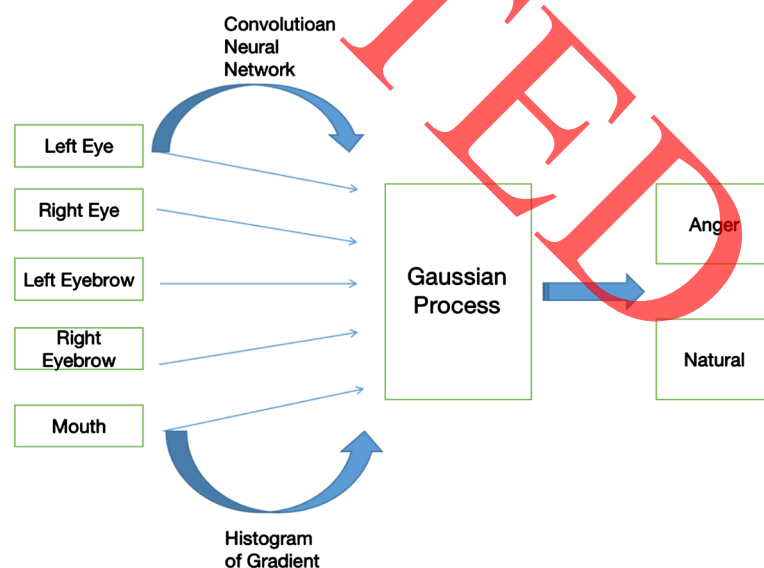 Convolutioan
Neural
Network
Left Eye
Right Eye
Left Eyebrow
Right
Eyebrow
Mouth
Gaussian
Process
Anger
Natural
Histogram
of Gradient
TED